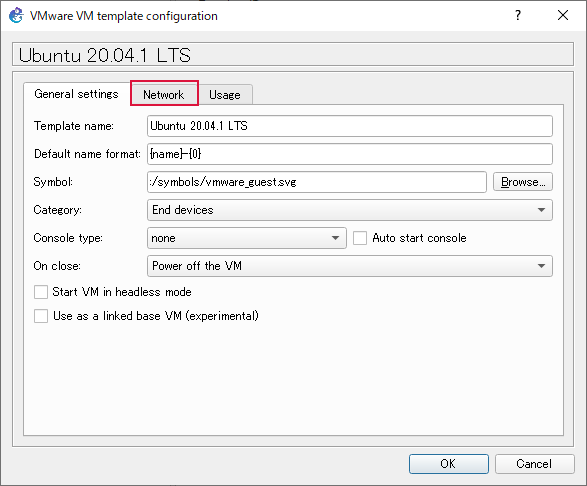 VMware VM template configuration
Ubuntu 20.04.1 LTS
General settings Network Usage
Template name: Ubuntu 20.04.1 LTS
Default name format: {name}-{0}
Symbol: :/symbols/vmware_guest.svg Browse...
Category: End devices
Console type: none Auto start console
On close: Power off the VM
Start VM in headless mode
Use as a linked base VM (experimental)
OK Cancel